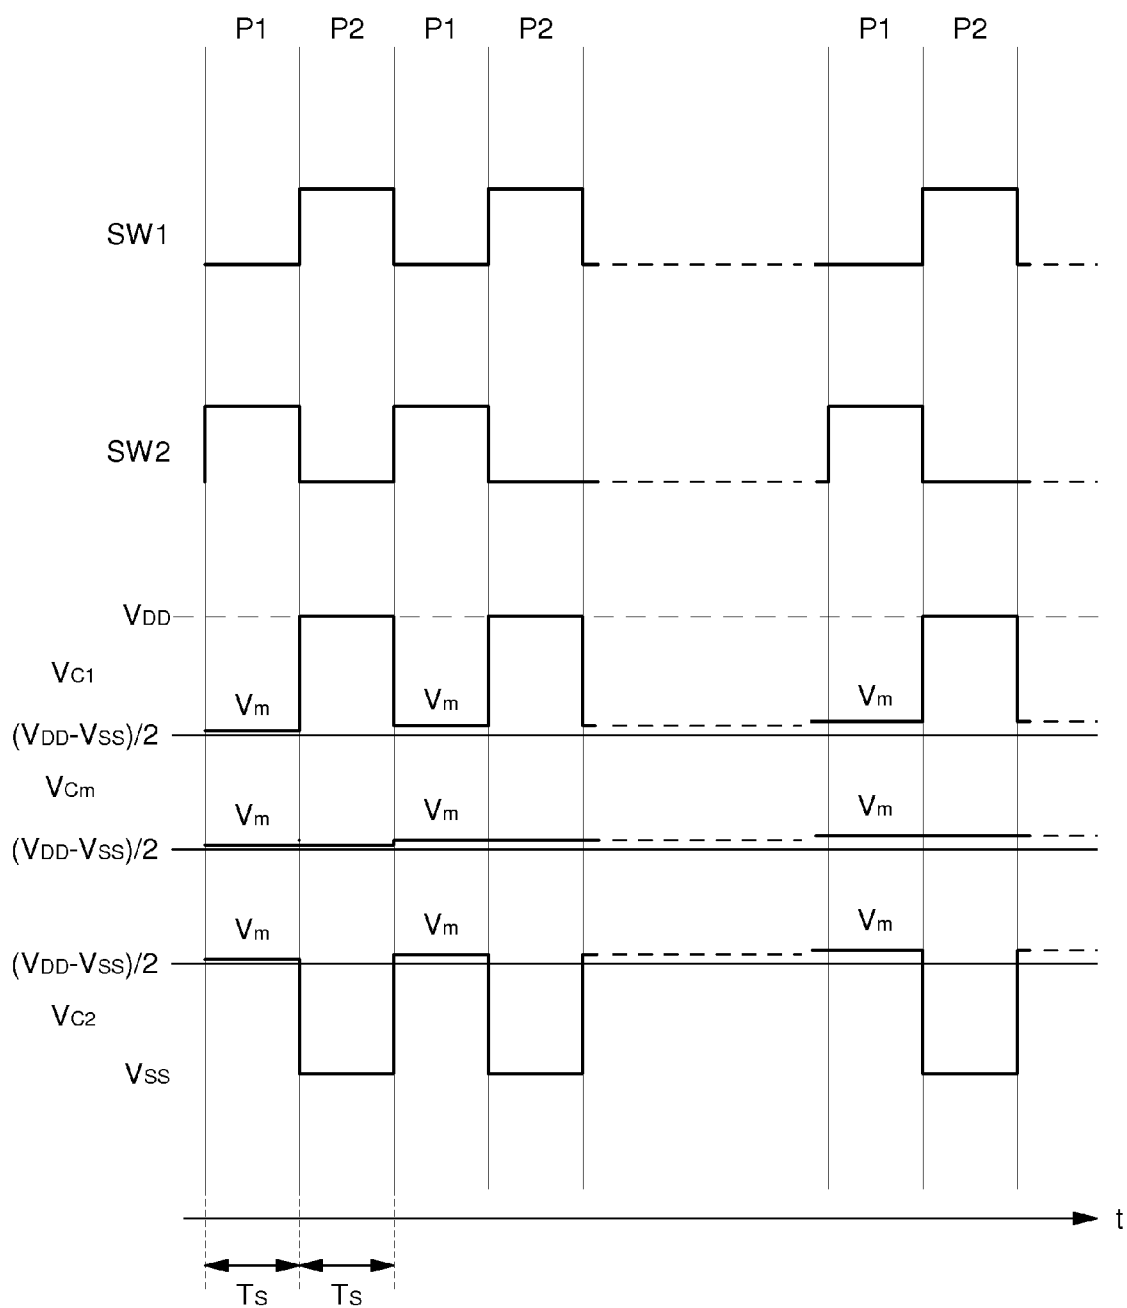 P1 P2 P1 P2 P1 P2
SW1
SW2
VDD
VC1
Vm Vm Vm
(VDD-VSS)/2
VCm
Vm Vm Vm
(VDD-VSS)/2
Vm Vm Vm
(VDD-VSS)/2
VC2
VSS
t
TS TS